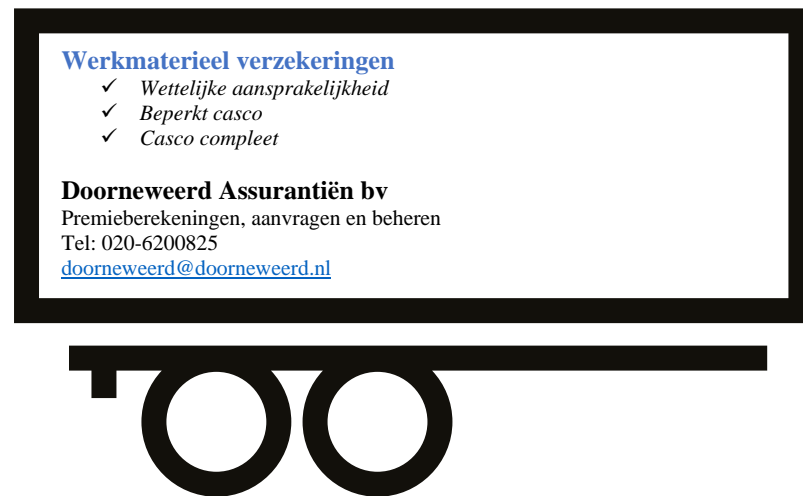 Werkmaterieel verzekeringen
✓ Wettelijke aansprakelijkheid
✓ Beperkt casco
✓ Casco compleet
Doorneweerd Assurantiën bv
Premieberekeningen, aanvragen en beheren
Tel: 020-6200825
doorneweerd@doorneweerd.nl